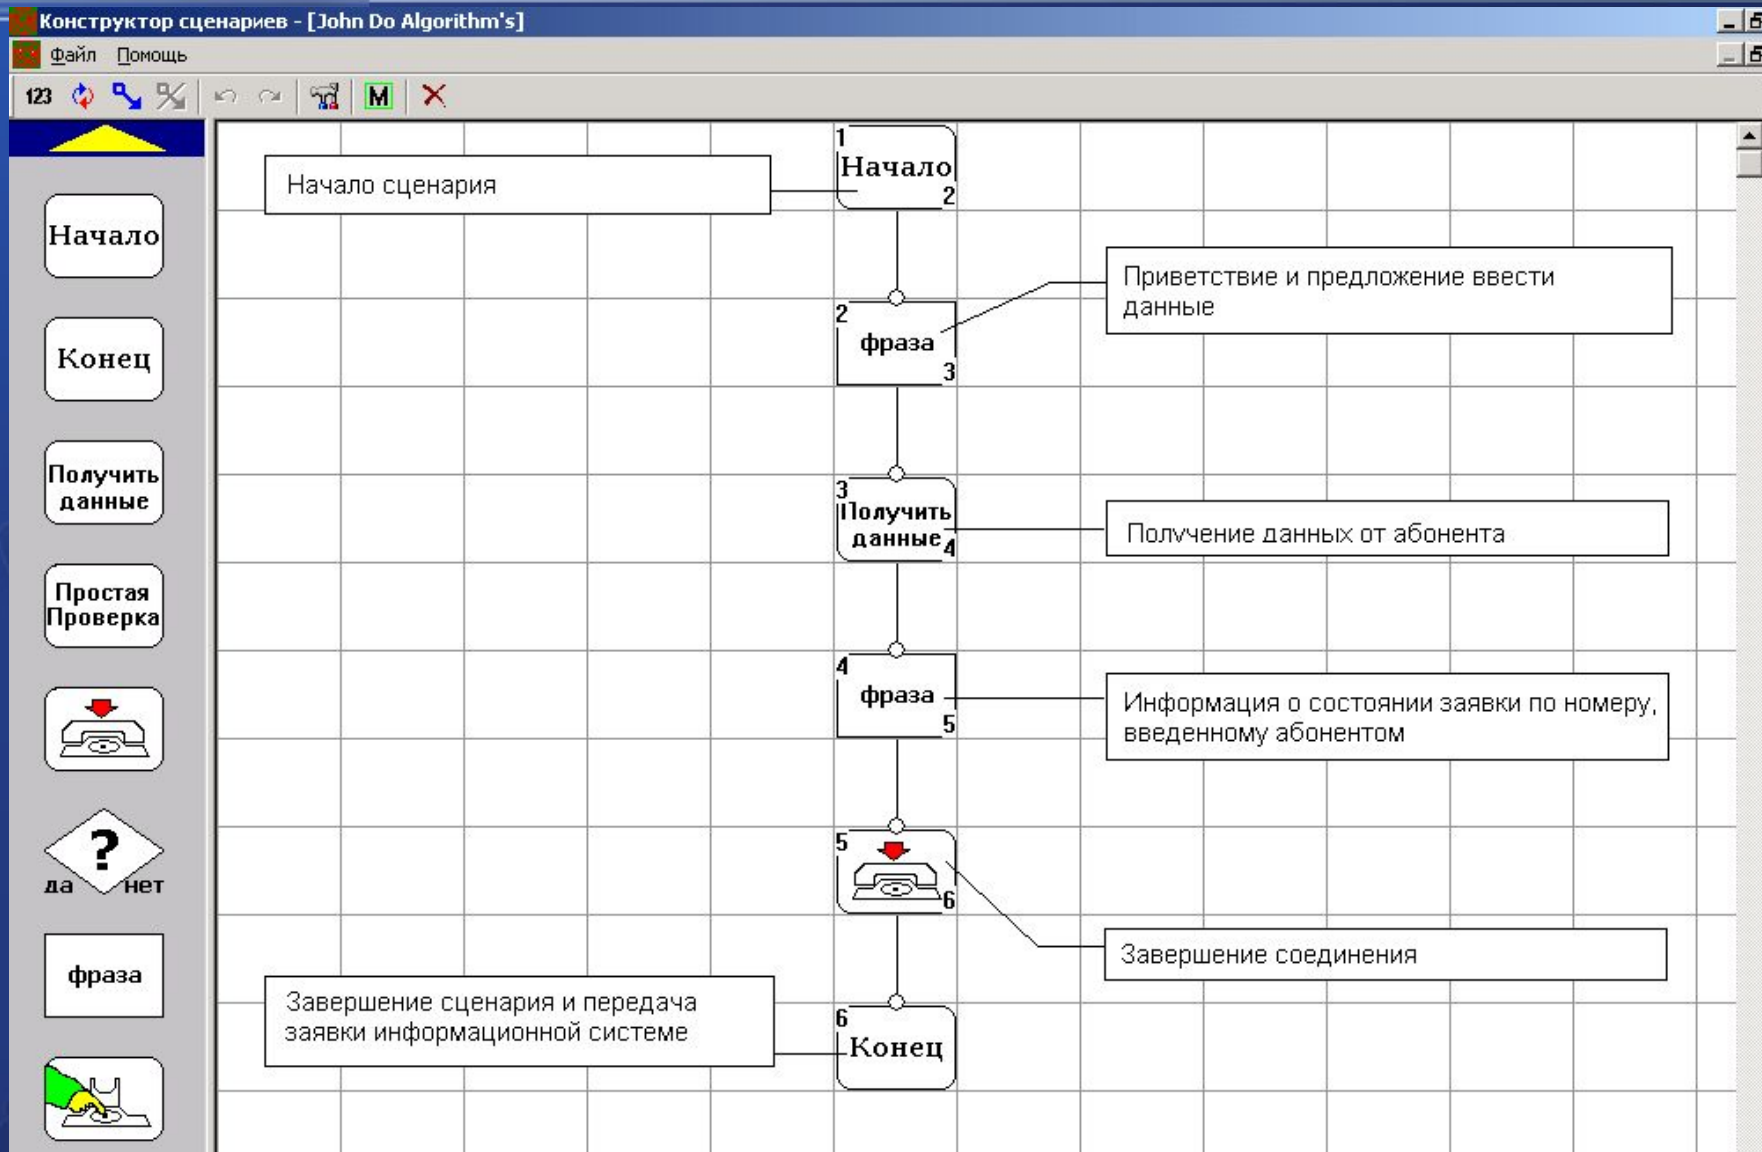 Конструктор сценариев - [John Do Algorithm's]
Файл Помощь
123 M
Начало
Конец
Получить
данные
Простая
Проверка
?
да нет
фраза
Начало сценария
1
Начало
2
Приветствие и предложение ввести
данные
2
фраза
3
3
Получить
данные
4
Получение данных от абонента
4
фраза
5
Информация о состоянии заявки по номеру,
введенному абонентом
5
6
Завершение соединения
Завершение сценария и передача
заявки информационной системе
6
Конец